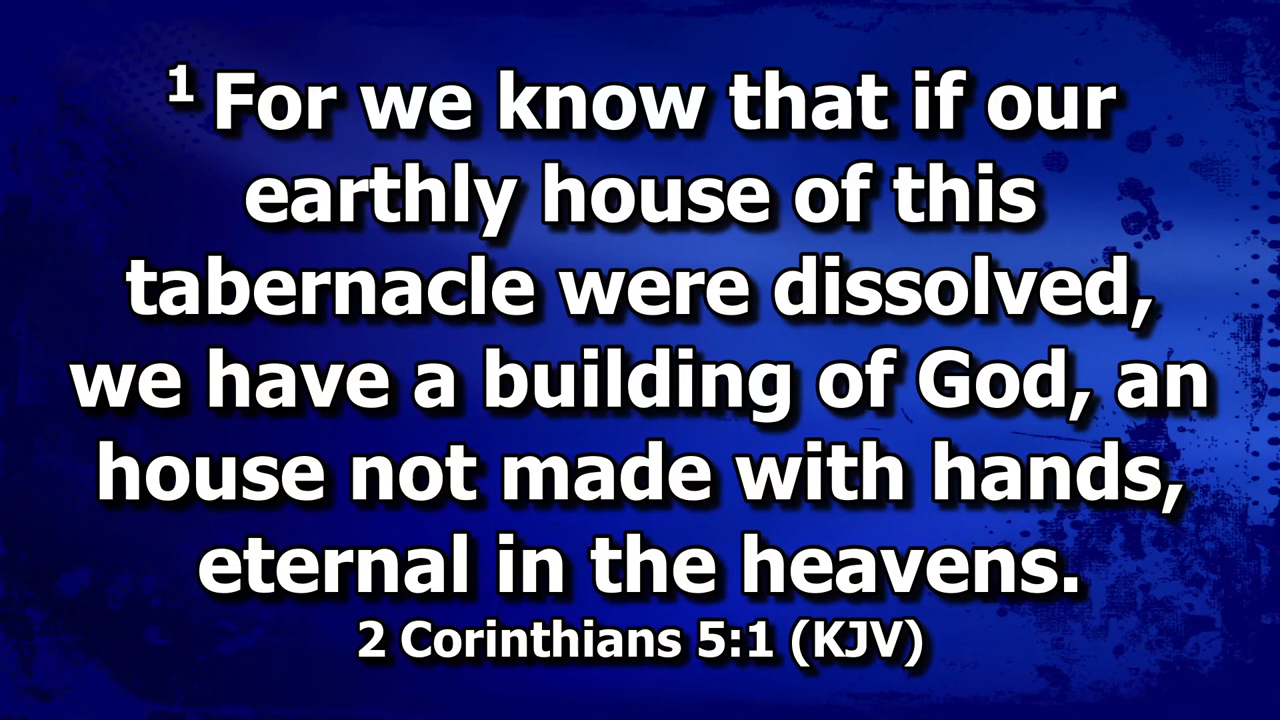 1 For we know that if our
earthly house of this
tabernacle were dissolved,
we have a building of God, an
house not made with hands,
eternal in the heavens.
2 Corinthians 5:1 (KJV)